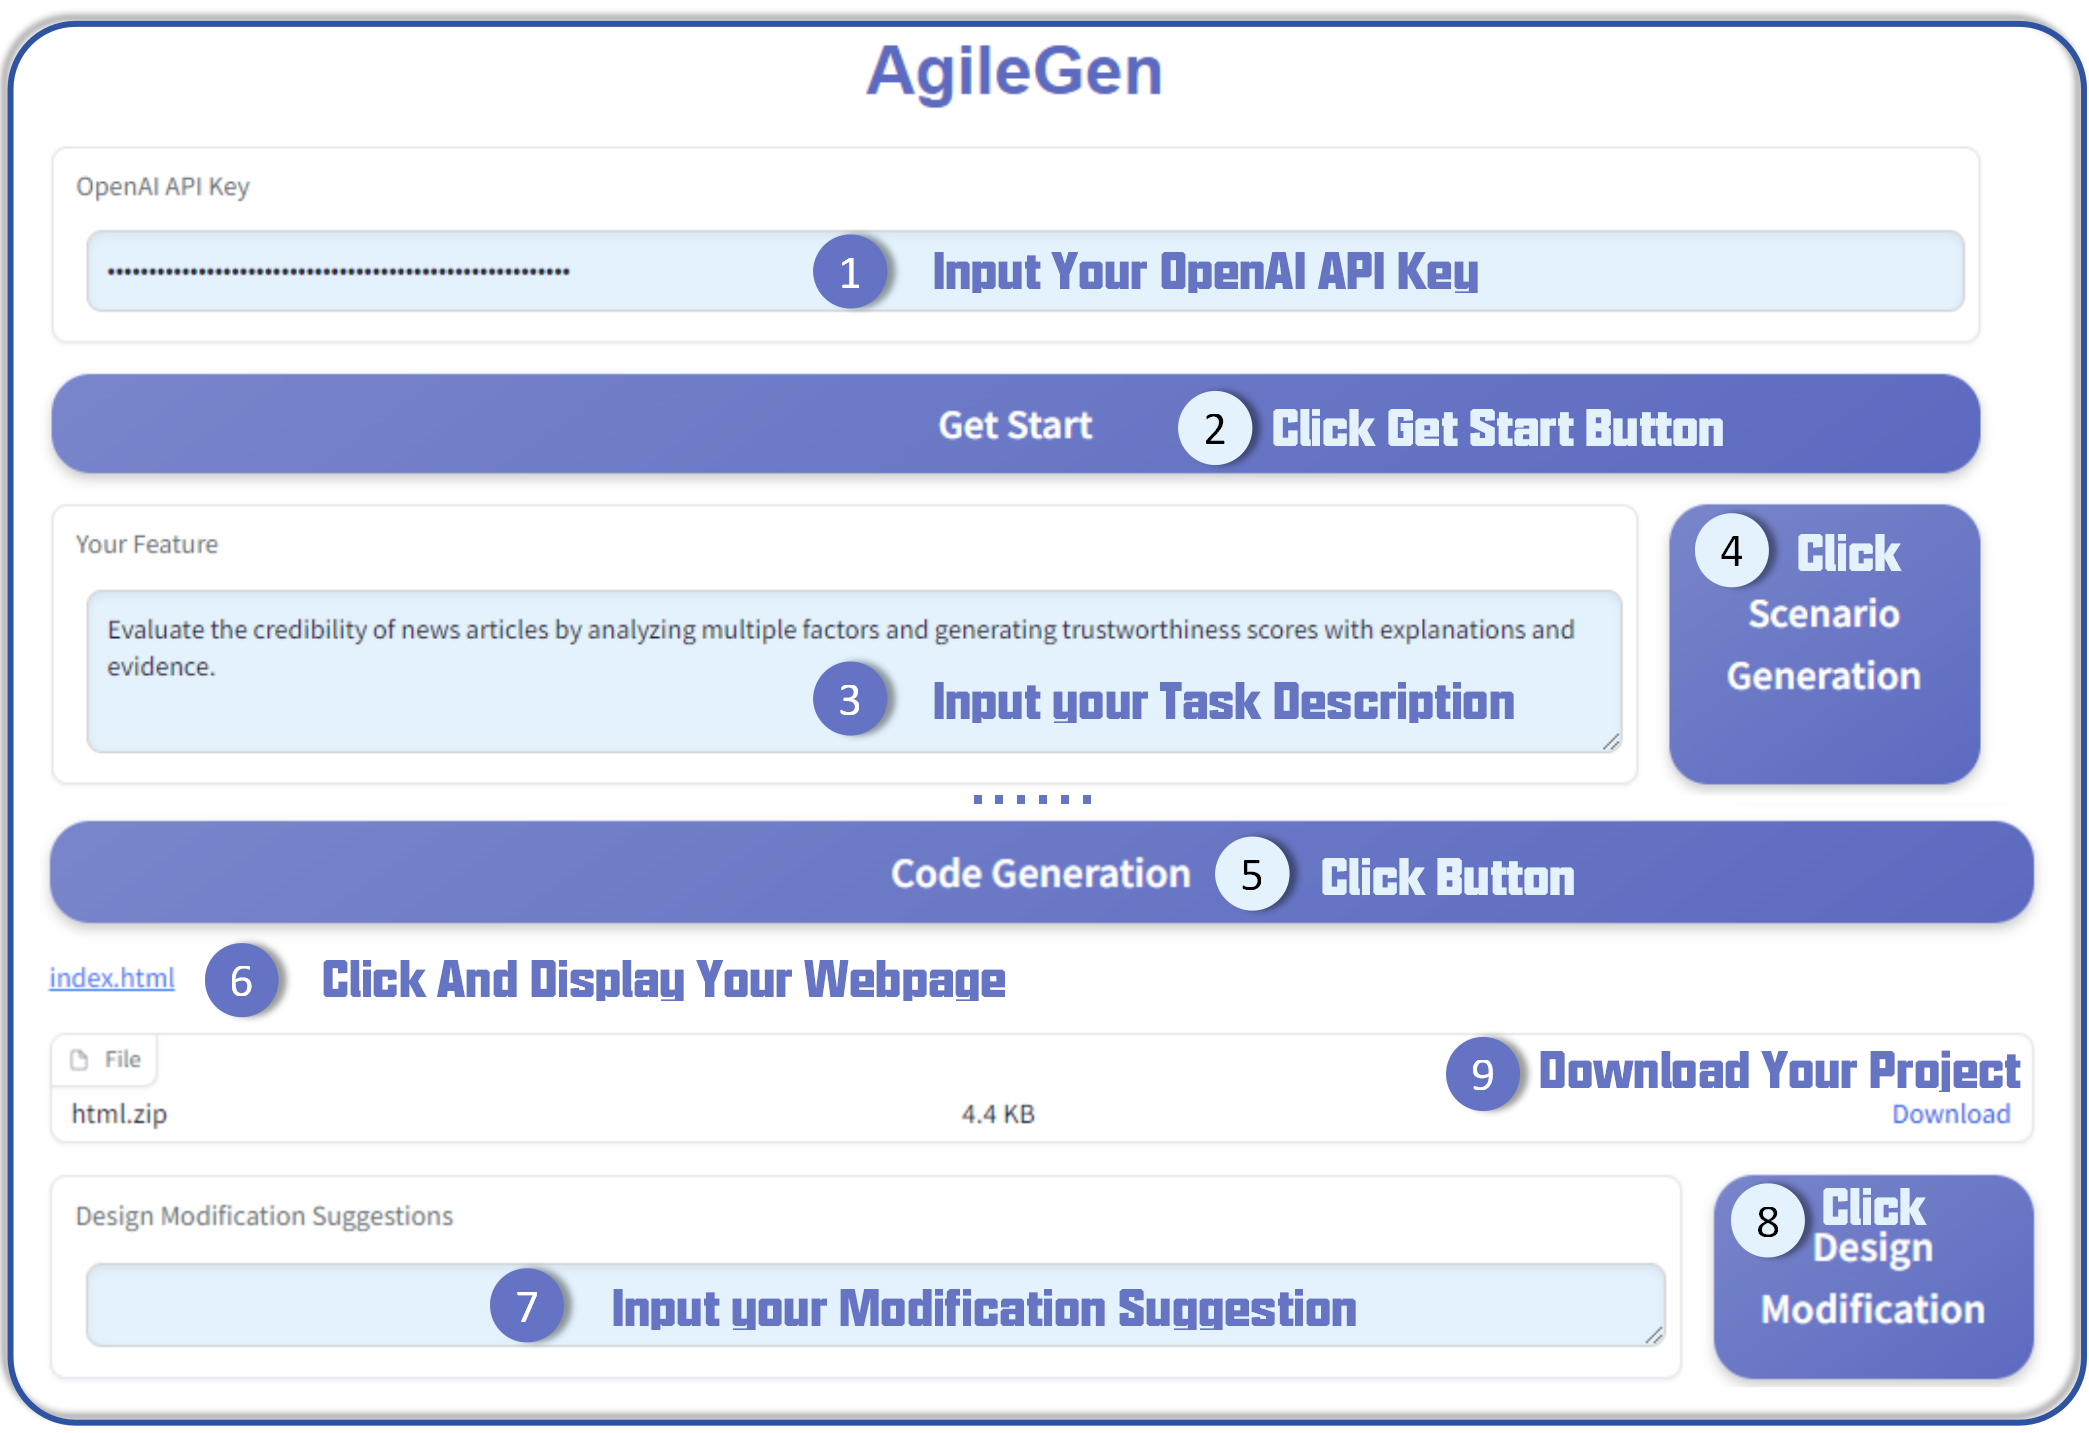 AgileGen
OpenAI API Key
1 Input Your OpenAI API Key
Get Start 2 Click Get Start Button
Your Feature
Evaluate the credibility of news articles by analyzing multiple factors and generating trustworthiness scores with explanations and
evidence.
3 Input your Task Description
4 Click
Scenario
Generation
Code Generation 5 Click Button
index.html 6 Click And Display Your Webpage
File
9 Download Your Project
html.zip 4.4 KB Download
Design Modification Suggestions
7 Input your Modification Suggestion
8 Click
Design
Modification